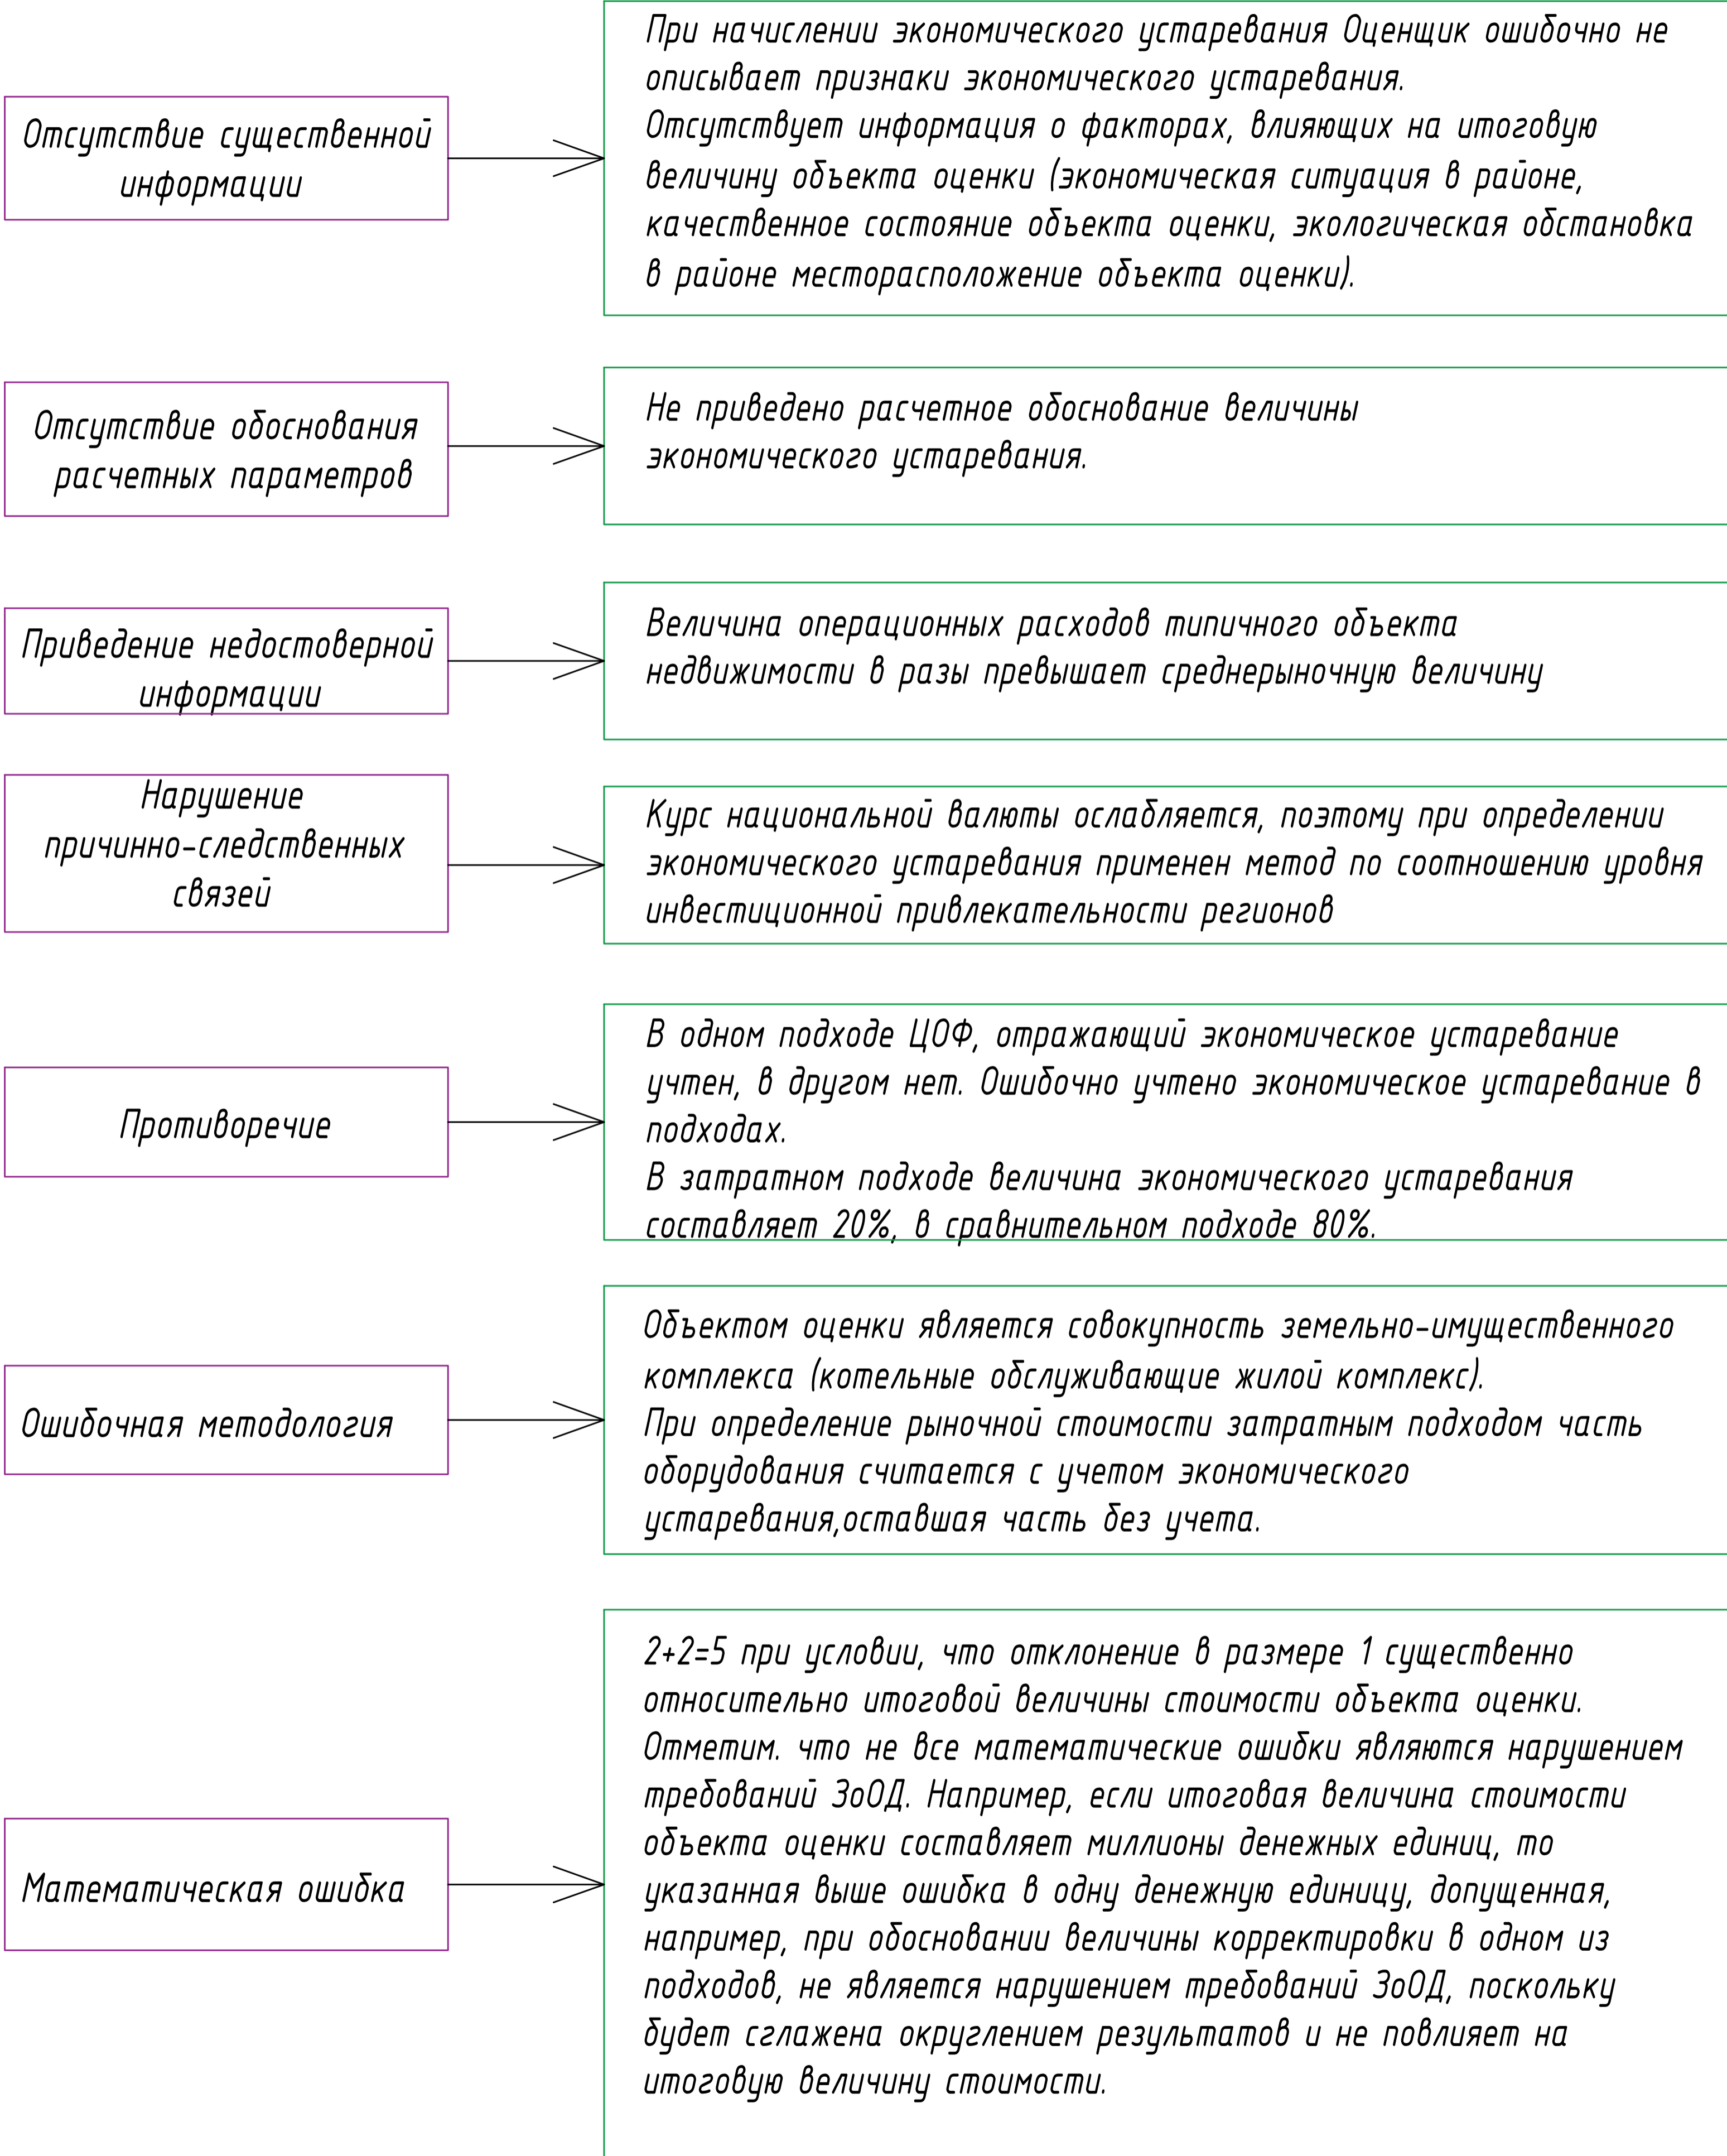 Отсутствие существенной
информации
При начислении экономического устаревания Оценщик ошибочно не
описывает признаки экономического устаревания.
Отсутствует информация о факторах, влияющих на итоговую
величину объекта оценки (экономическая ситуация в районе,
качественное состояние объекта оценки, экологическая обстановка
в районе месторасположение объекта оценки).
Отсутствие обоснования
расчетных параметров
Не приведено расчетное обоснование величины
экономического устаревания.
Приведение недостоверной
информации
Величина операционных расходов типичного объекта
недвижимости в разы превышает среднерыночную величину
Нарушение
причинно-следственных
связей
Курс национальной валюты ослабляется, поэтому при определении
экономического устаревания применен метод по соотношению уровня
инвестиционной привлекательности регионов
Противоречие
В одном подходе ЦОФ, отражающий экономическое устаревание
учтен, в другом нет. Ошибочно учтено экономическое устаревание в
подходах.
В затратном подходе величина экономического устаревания
составляет 20%, в сравнительном подходе 80%.
Ошибочная методология
Объектом оценки является совокупность земельно-имущественного
комплекса (котельные обслуживающие жилой комплекс).
При определение рыночной стоимости затратным подходом часть
оборудования считается с учетом экономического
устаревания,оставшая часть без учета.
Математическая ошибка
2+2=5 при условии, что отклонение в размере 1 существенно
относительно итоговой величины стоимости объекта оценки.
Отметим. что не все математические ошибки являются нарушением
требований ЗоОД. Например, если итоговая величина стоимости
объекта оценки составляет миллионы денежных единиц, то
указанная выше ошибка в одну денежную единицу, допущенная,
например, при обосновании величины корректировки в одном из
подходов, не является нарушением требований ЗоОД, поскольку
будет сглажена округлением результатов и не повлияет на
итоговую величину стоимости.